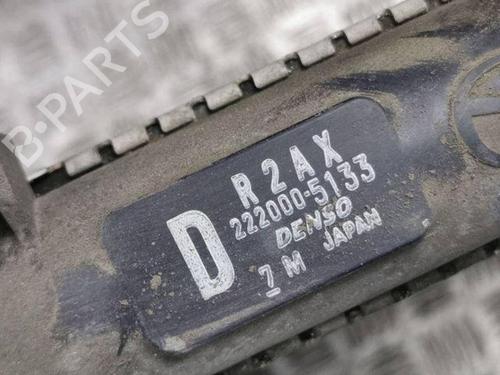 B-PARTS
R2AX
222000-5133
D
DENSO
7 M JAPAN